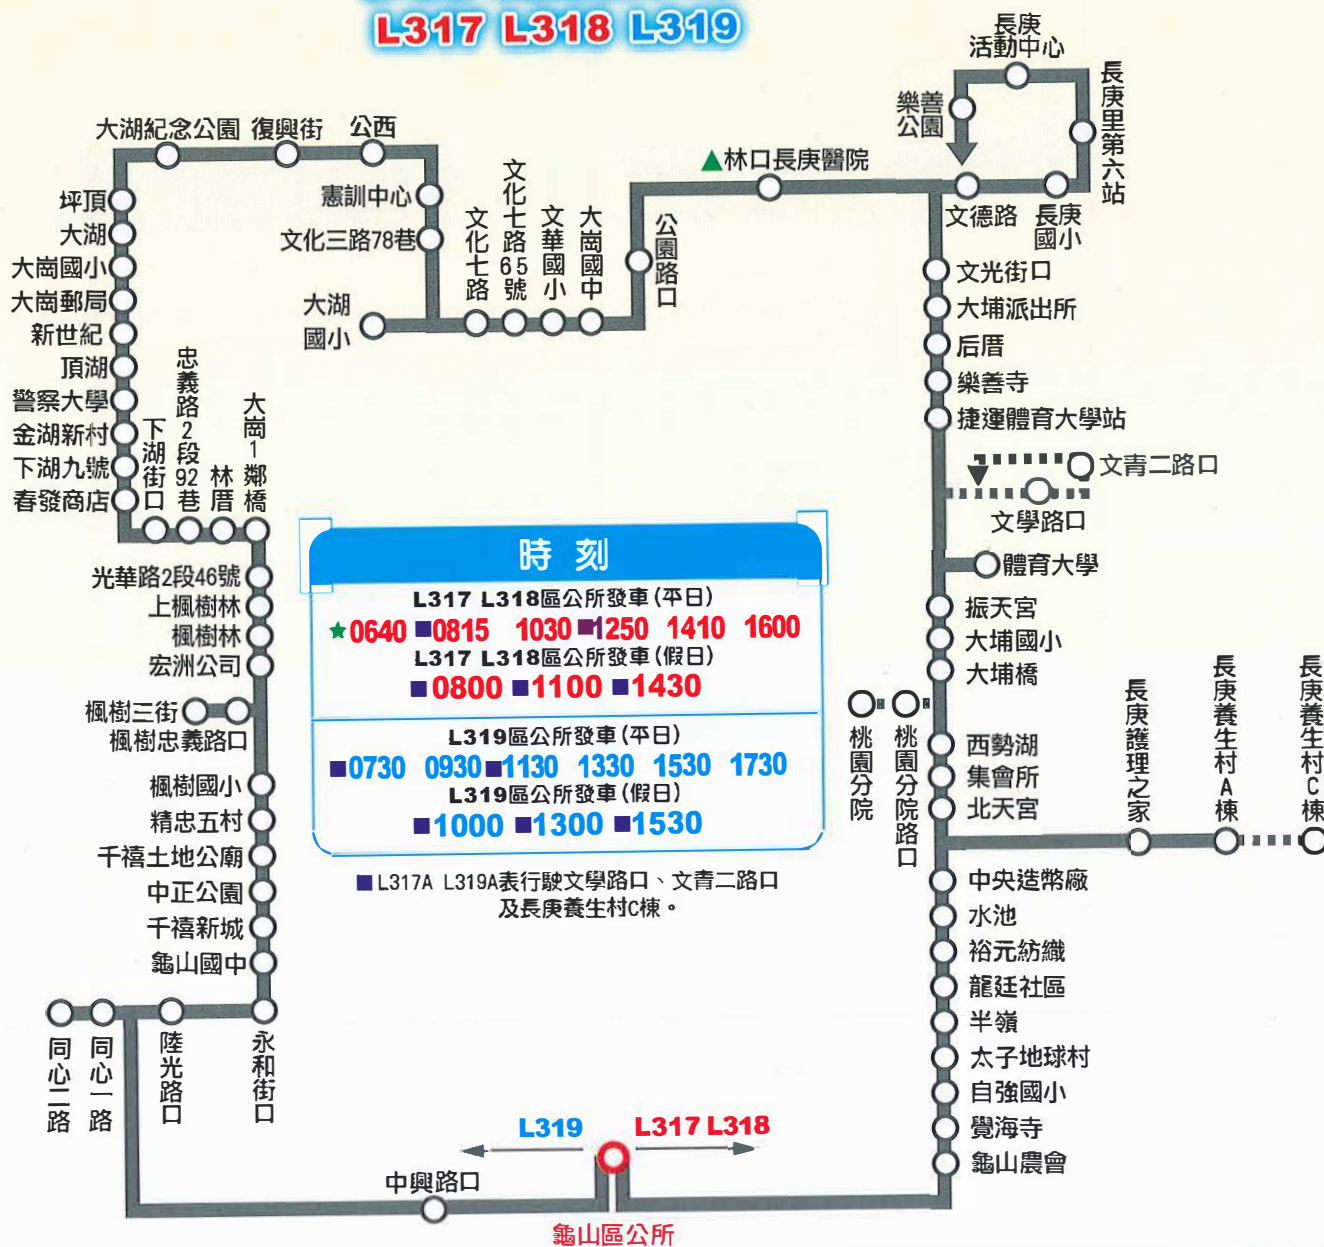 L317 L318 L319
長庚
活動中心
樂善公園
長庚里第六站
大湖紀念公園 復興街 公西
▲林口長庚醫院
文德路
長庚
國小
憲訓中心
文化三路78巷
大湖
國小
文化七路
文化七路65號
文華國小
大崗國中
公園路口
坪頂
大湖
大崗國小
大崗郵局
新世紀
頂湖
警察大學
金湖新村
下湖九號
春發商店
下湖街口
忠義路2段92巷
林厝
大崗1鄰橋
光華路2段46號
上楓樹林
楓樹林
宏洲公司
楓樹三街
楓樹忠義路口
楓樹國小
精忠五村
千禧土地公廟
中正公園
千禧新城
龜山國中
同心二路
同心一路
陸光路口
永和街口
文光街口
大埔派出所
后厝
樂善寺
捷運體育大學站
文青二路口
文學路口
體育大學
振天宮
大埔國小
大埔橋
桃園分院
桃園分院路口
西勢湖
集會所
北天宮
長庚護理之家
長庚養生村A棟
長庚養生村C棟
中央造幣廠
水池
裕元紡織
龍廷社區
半嶺
太子地球村
自強國小
覺海寺
龜山農會
時刻
L317 L318區公所發車(平日)
★0640 ■0815 1030 ■1250 1410 1600
L317 L318區公所發車(假日)
■0800 ■1100 ■1430
L319區公所發車(平日)
■0730 0930 ■1130 1330 1530 1730
L319區公所發車(假日)
■1000 ■1300 ■1530
■L317A L319A表行駛文學路口、文青二路口
及長庚養生村C棟。
L319
L317 L318
中興路口
龜山區公所